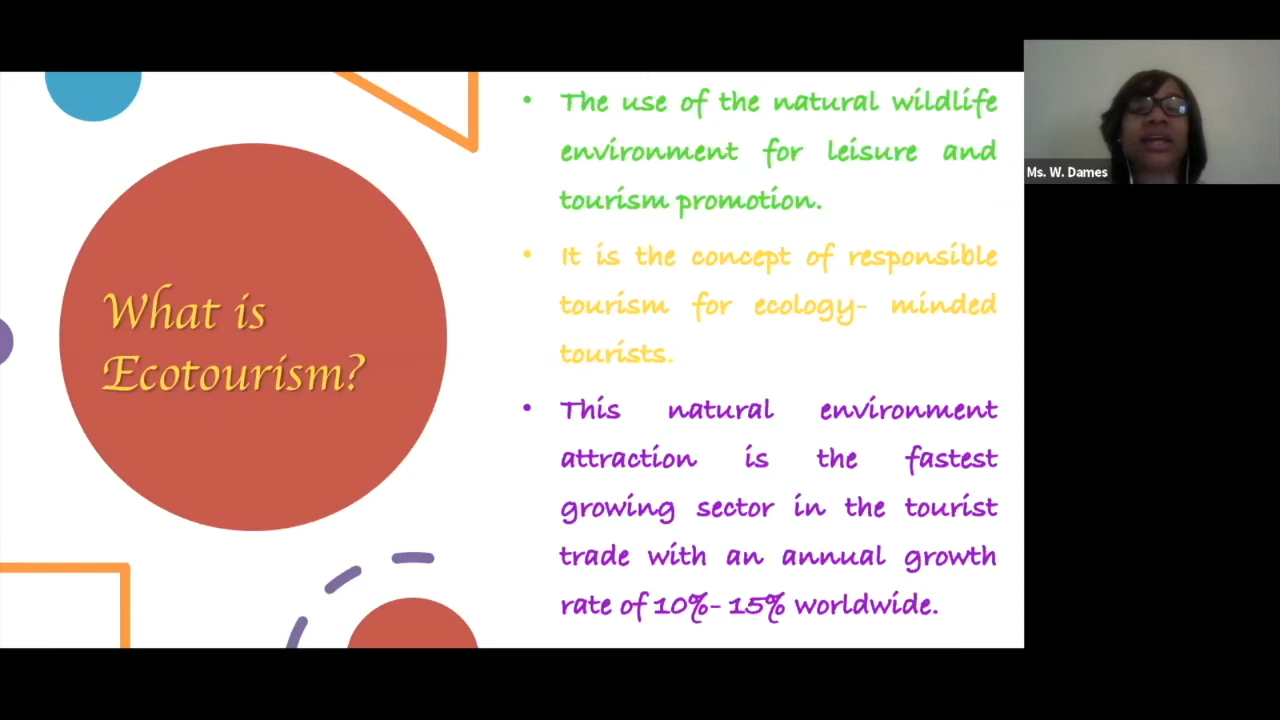 What is
Ecotourism?
• The use of the natural wildlife
environment for leisure and
tourism promotion.
• It is the concept of responsible
tourism for ecology- minded
tourists.
• This natural environment
attraction is the fastest
growing sector in the tourist
trade with an annual growth
rate of 10%- 15% worldwide.
Ms. W. Dames